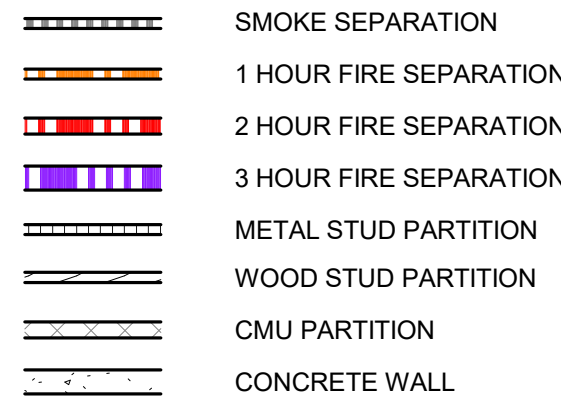 SMOKE SEPARATION
1 HOUR FIRE SEPARATION
2 HOUR FIRE SEPARATION
3 HOUR FIRE SEPARATION
METAL STUD PARTITION
WOOD STUD PARTITION
CMU PARTITION
CONCRETE WALL